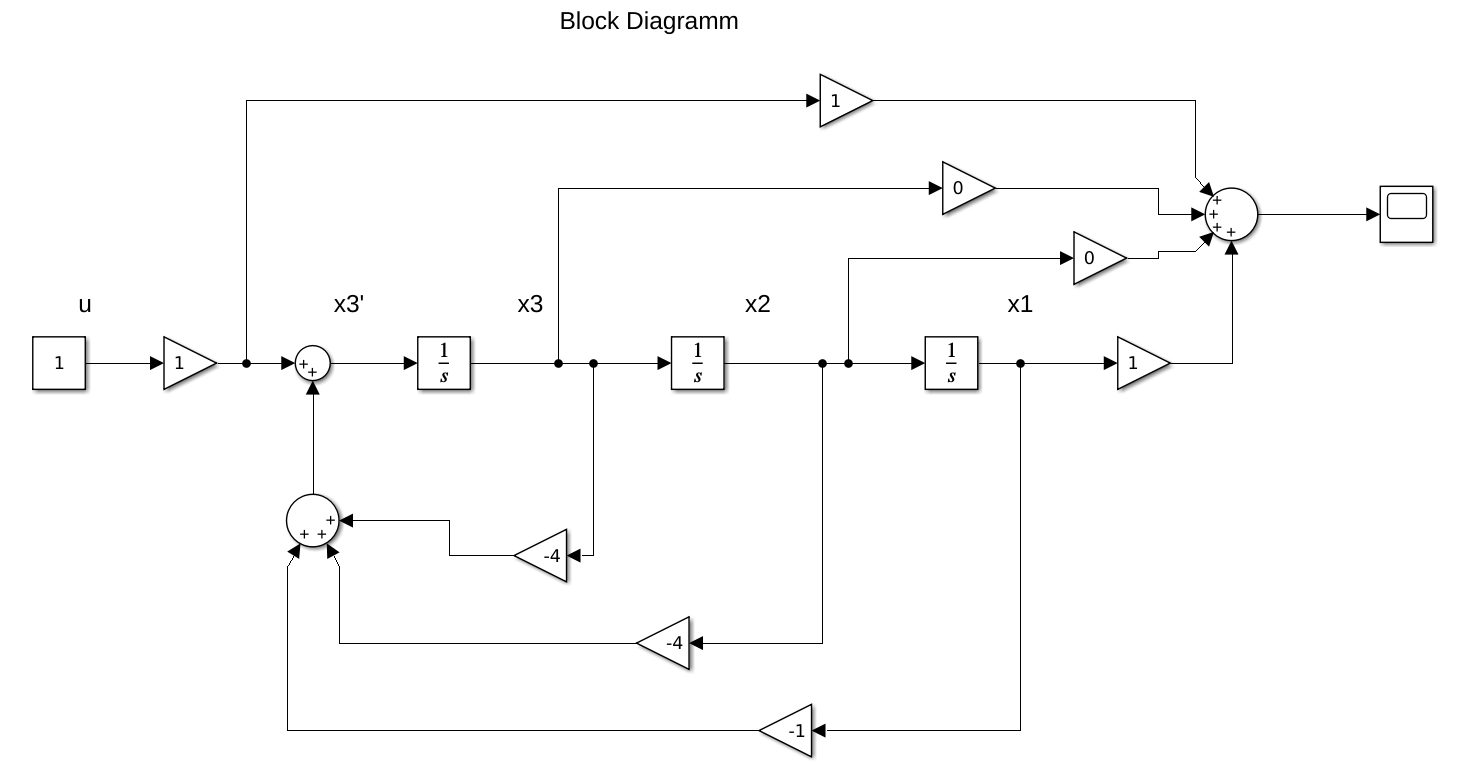 Block Diagramm
1
0
+
+
+
+
0
u
x3'
x3
x2
x1
1
1
+
+
1
s
1
s
1
s
1
+
+
+
-4
-4
-1